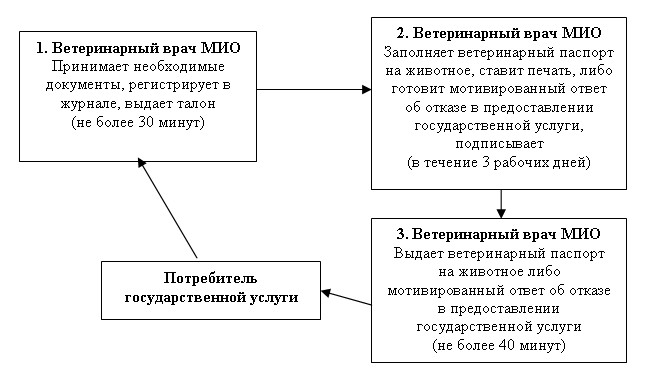 1. Ветеринарный врач МИО
Принимает необходимые
документы, регистрирует в
журнале, выдает талон
(не более 30 минут)
2. Ветеринарный врач МИО
Заполняет ветеринарный паспорт
на животное, ставит печать, либо
готовит мотивированный ответ
об отказе в предоставлении
государственной услуги,
подписывает
(в течение 3 рабочих дней)
3. Ветеринарный врач МИО
Выдает ветеринарный паспорт
на животное либо
мотивированный ответ об отказе
в предоставлении
государственной услуги
(не более 40 минут)
Потребитель
государственной услуги